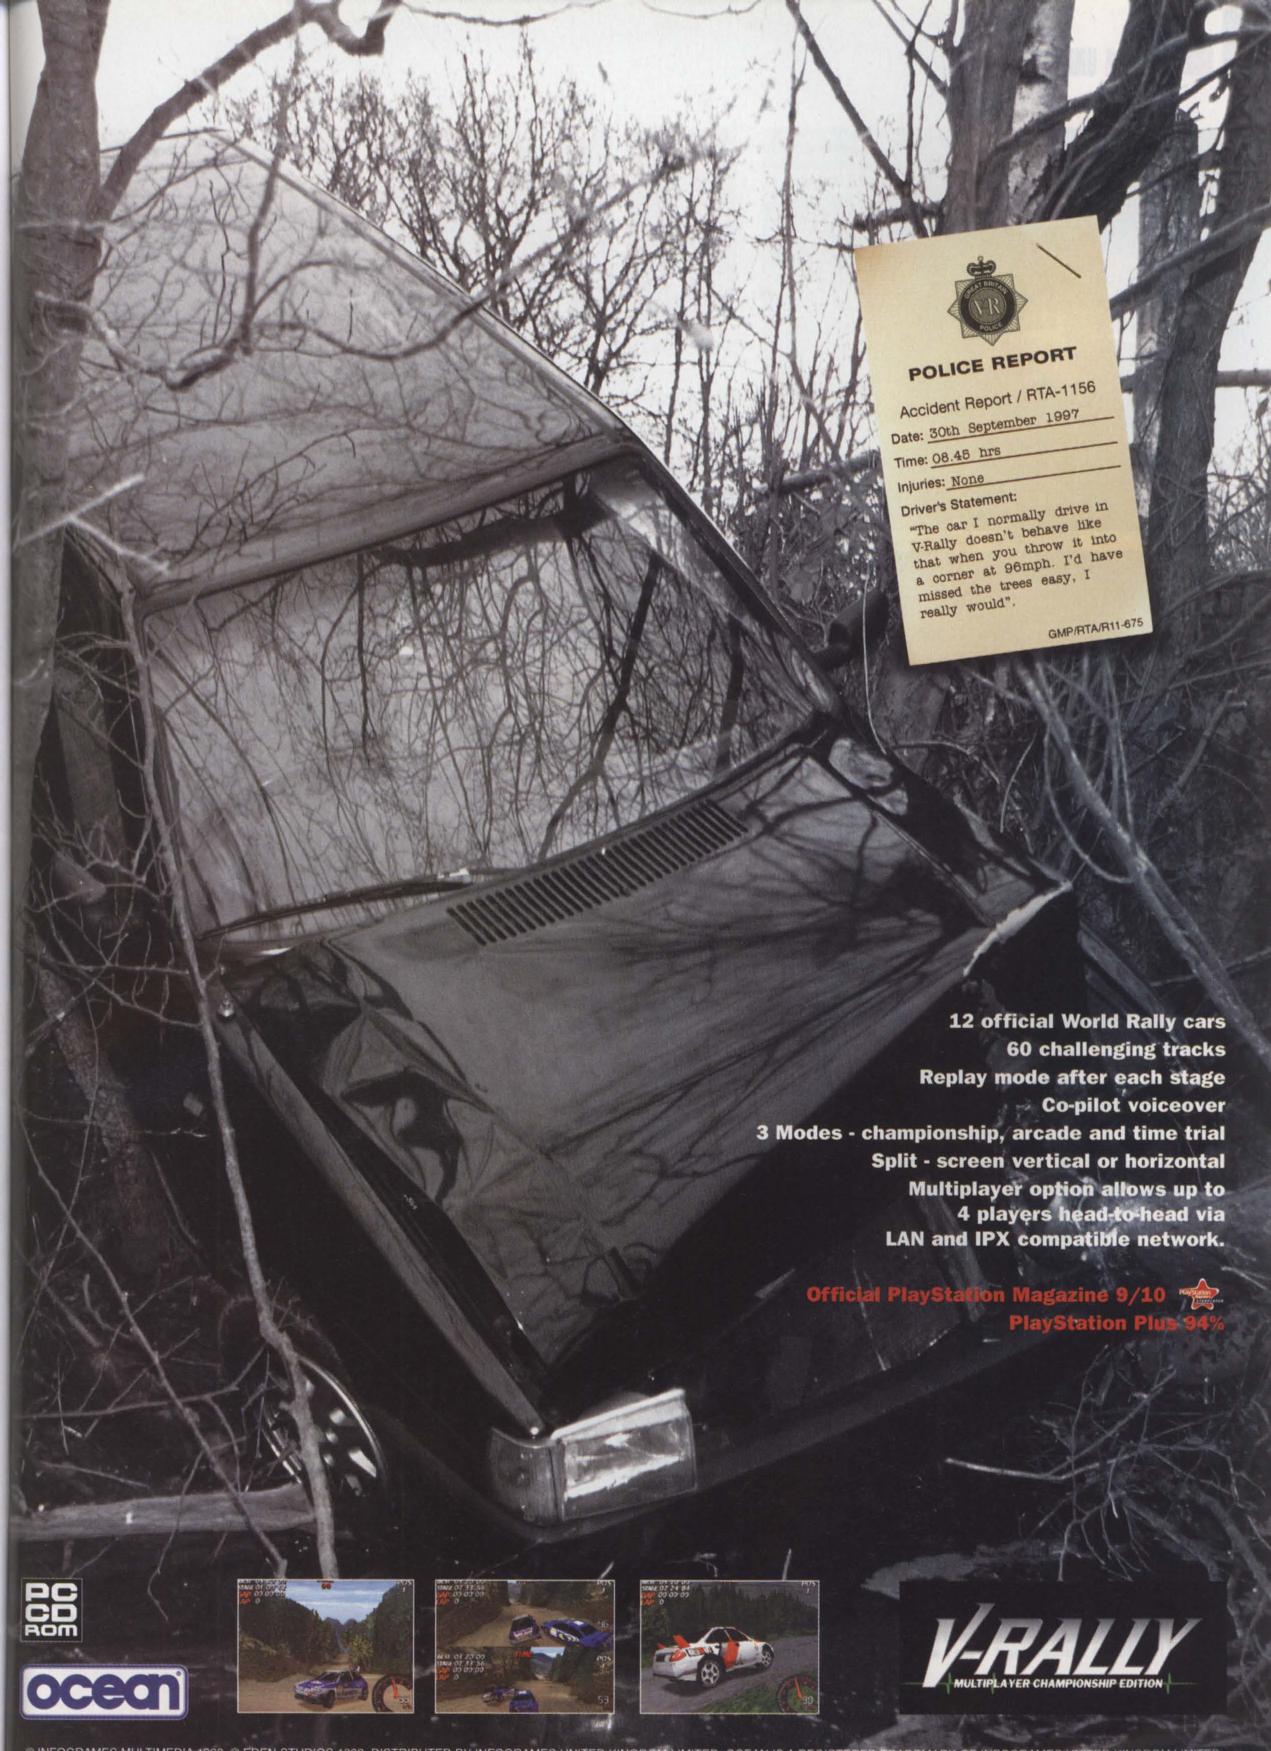 GREAT BRITAIN
VR
POLICE
POLICE REPORT
Accident Report / RTA-1156
Date: 30th September 1997
Time: 08.45 hrs
Injuries: None
Driver's Statement:
"The car I normally drive in
V-Rally doesn't behave like
that when you throw it into
a corner at 96mph. I'd have
missed the trees easy, I
really would".
GMP/RTA/R11-675
12 official World Rally cars
60 challenging tracks
Replay mode after each stage
Co-pilot voiceover
3 Modes - championship, arcade and time trial
Split - screen vertical or horizontal
Multiplayer option allows up to
4 players head-to-head via
LAN and IPX compatible network.
Official PlayStation Magazine 9/10
PlayStation Plus 94%
PC
CD
ROM
ocean
V-RALLY
MULTIPLAYER CHAMPIONSHIP EDITION